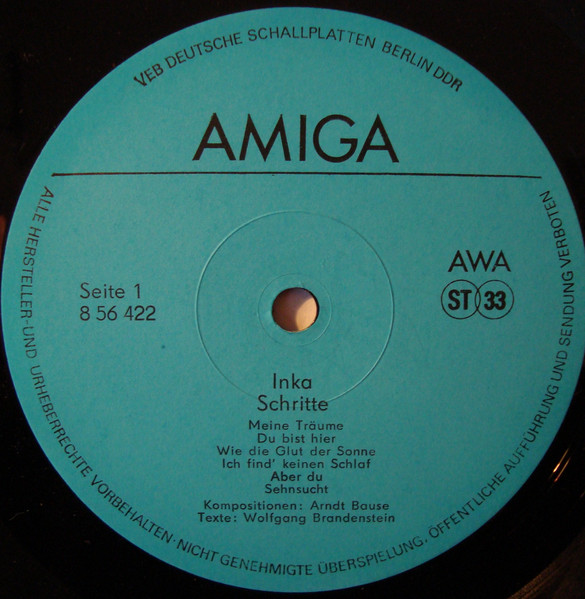 VEB DEUTSCHE SCHALLPLATTEN BERLIN DDR
AMIGA
Seite 1
8 56 422
AWA
ST 33
Inka
Schritte
Meine Träume
Du bist hier
Wie die Glut der Sonne
Ich find' keinen Schlaf
Aber du
Sehnsucht
Kompositionen: Arndt Bause
Texte: Wolfgang Brandenstein
ALLE HERSTELLER- UND URHEBERRECHTE VORBEHALTEN · NICHT GENEHMIGTE ÜBERSPIELUNG, ÖFFENTLICHE AUFFÜHRUNG UND SENDUNG VERBOTEN